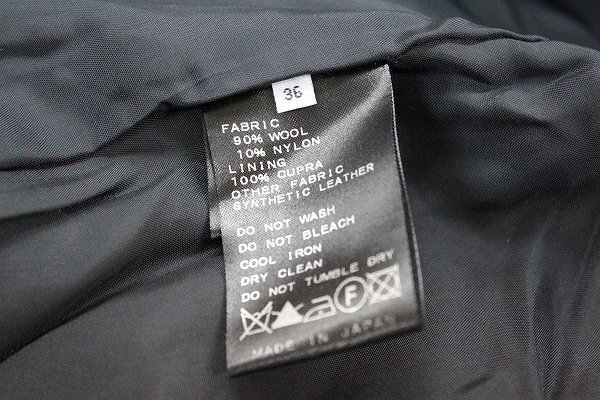 36
FABRIC
90% WOOL
10% NYLON
LINING
100% CUPRA
OTHER FABRIC
SYNTHETIC LEATHER
DO NOT WASH
DO NOT BLEACH
COOL IRON
DRY CLEAN
DO NOT TUMBLE DRY
F
MADE IN JAPAN